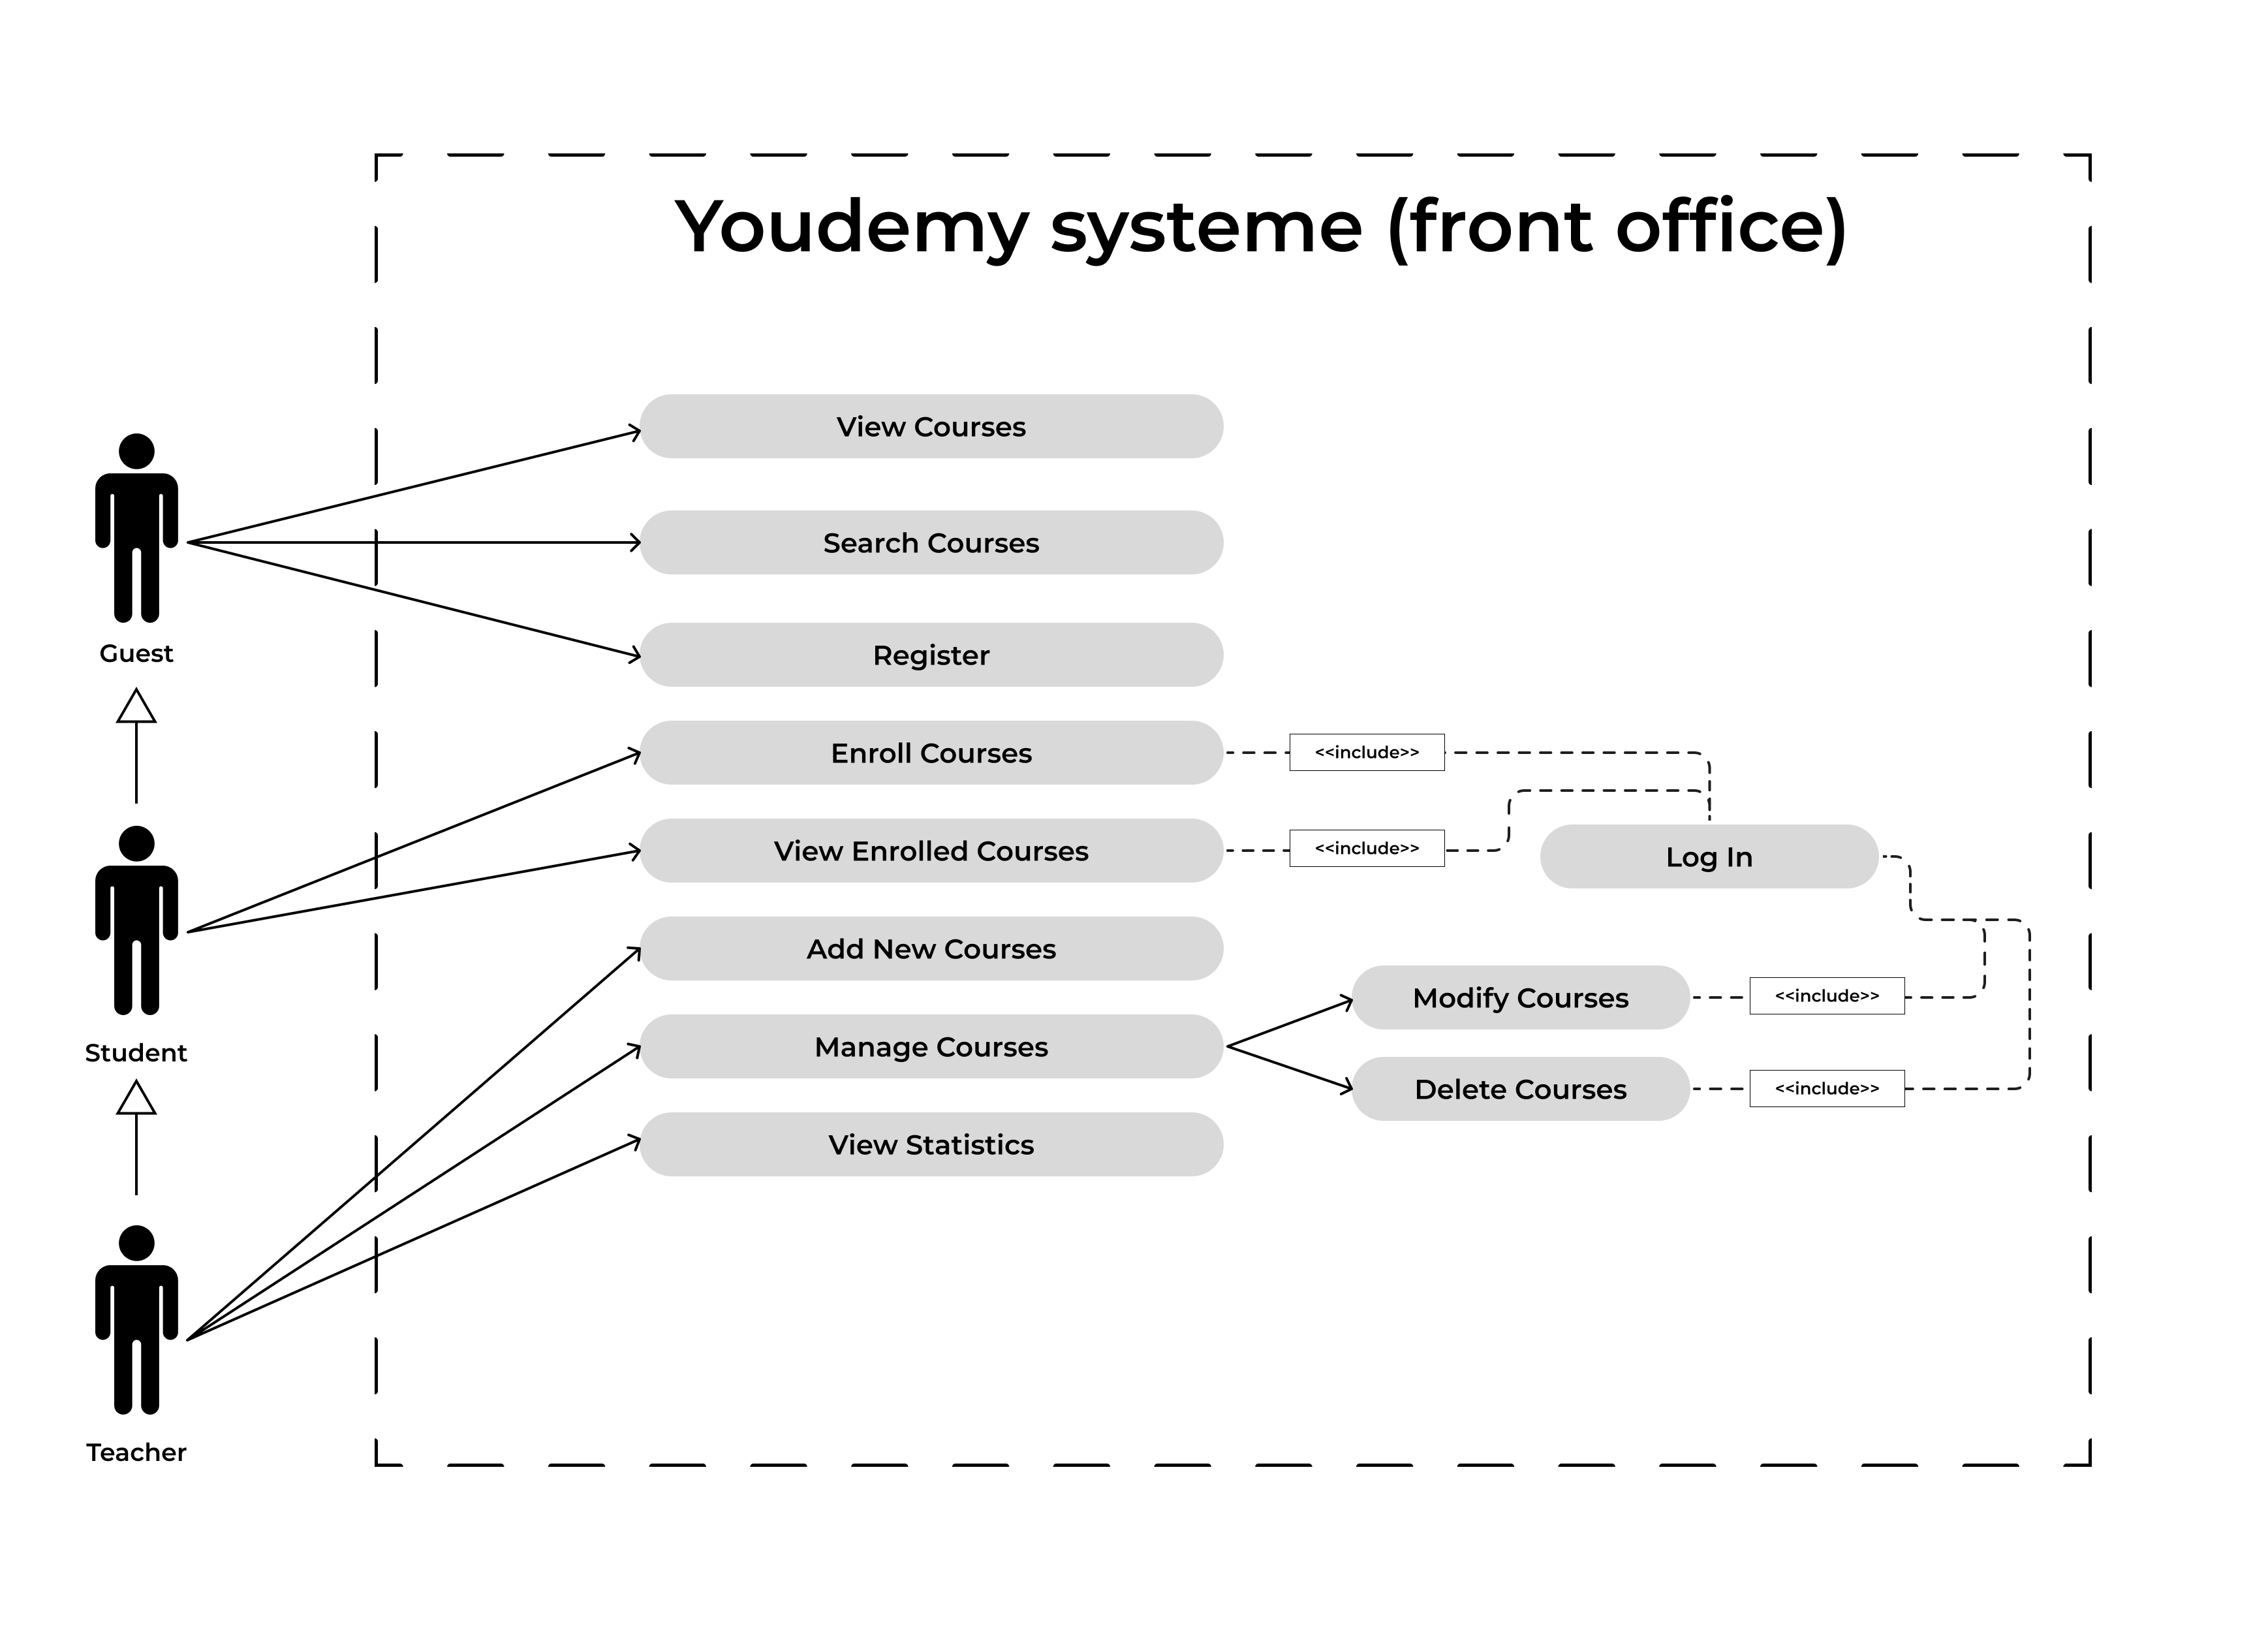 Youdemy systeme (front office)
View Courses
Search Courses
Guest
Register
Enroll Courses
<<include>>
View Enrolled Courses
<<include>>
Log In
Student
Add New Courses
Modify Courses
<<include>>
Manage Courses
Delete Courses
<<include>>
View Statistics
Teacher